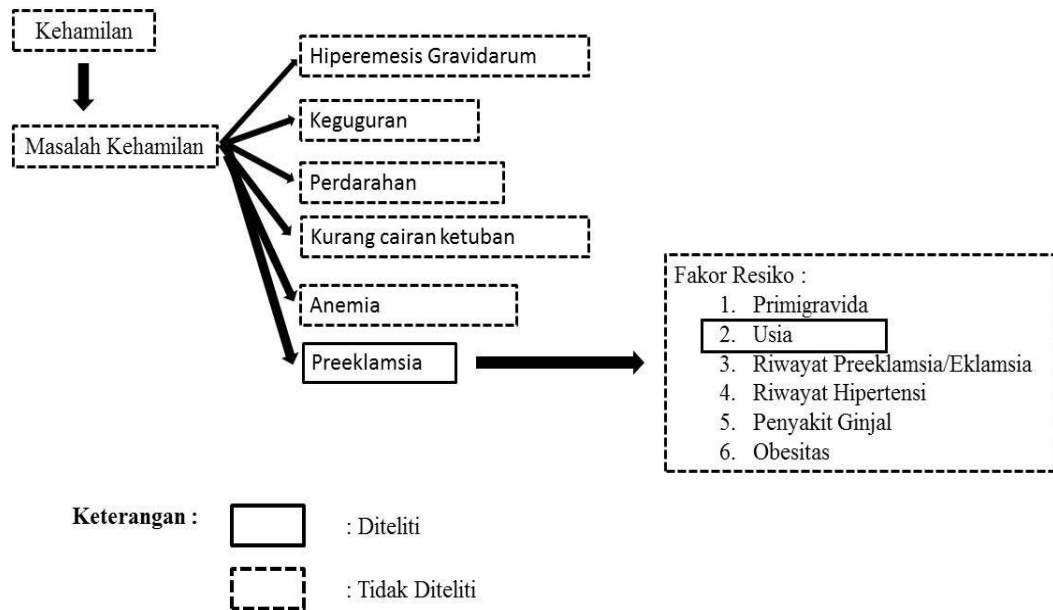 Kehamilan
Masalah Kehamilan
Hiperemesis Gravidarum
Keguguran
Perdarahan
Kurang cairan ketuban
Anemia
Preeklamsia
Fakor Resiko :
1. Primigravida
2. Usia
3. Riwayat Preeklamsia/Eklamsia
4. Riwayat Hipertensi
5. Penyakit Ginjal
6. Obesitas
Keterangan :
: Diteliti
: Tidak Diteliti